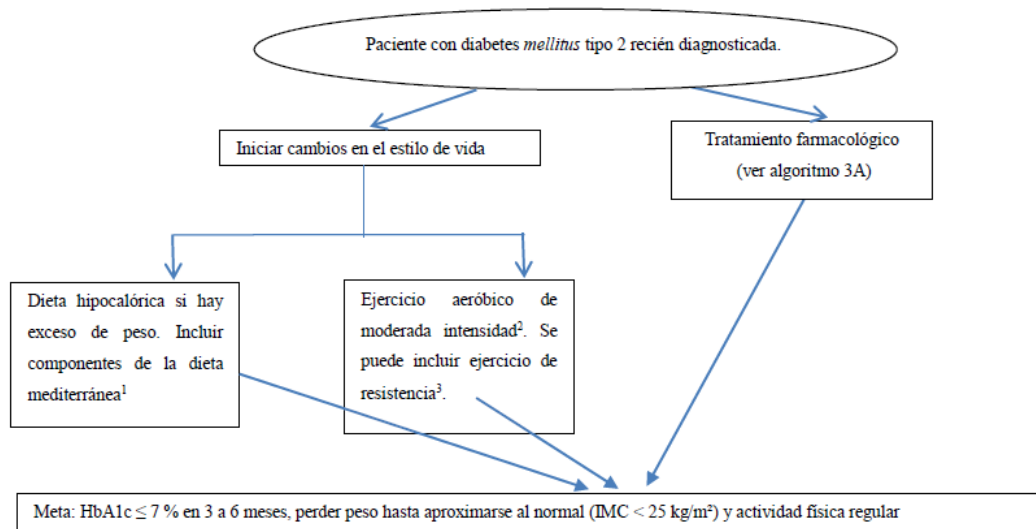 Paciente con diabetes mellitus tipo 2 recién diagnosticada.
Iniciar cambios en el estilo de vida
Tratamiento farmacológico
(ver algoritmo 3A)
Dieta hipocalórica si hay
exceso de peso. Incluir
componentes de la dieta
mediterránea¹
Ejercicio aeróbico de
moderada intensidad². Se
puede incluir ejercicio de
resistencia³.
Meta: HbA1c ≤ 7 % en 3 a 6 meses, perder peso hasta aproximarse al normal (IMC < 25 kg/m²) y actividad física regular